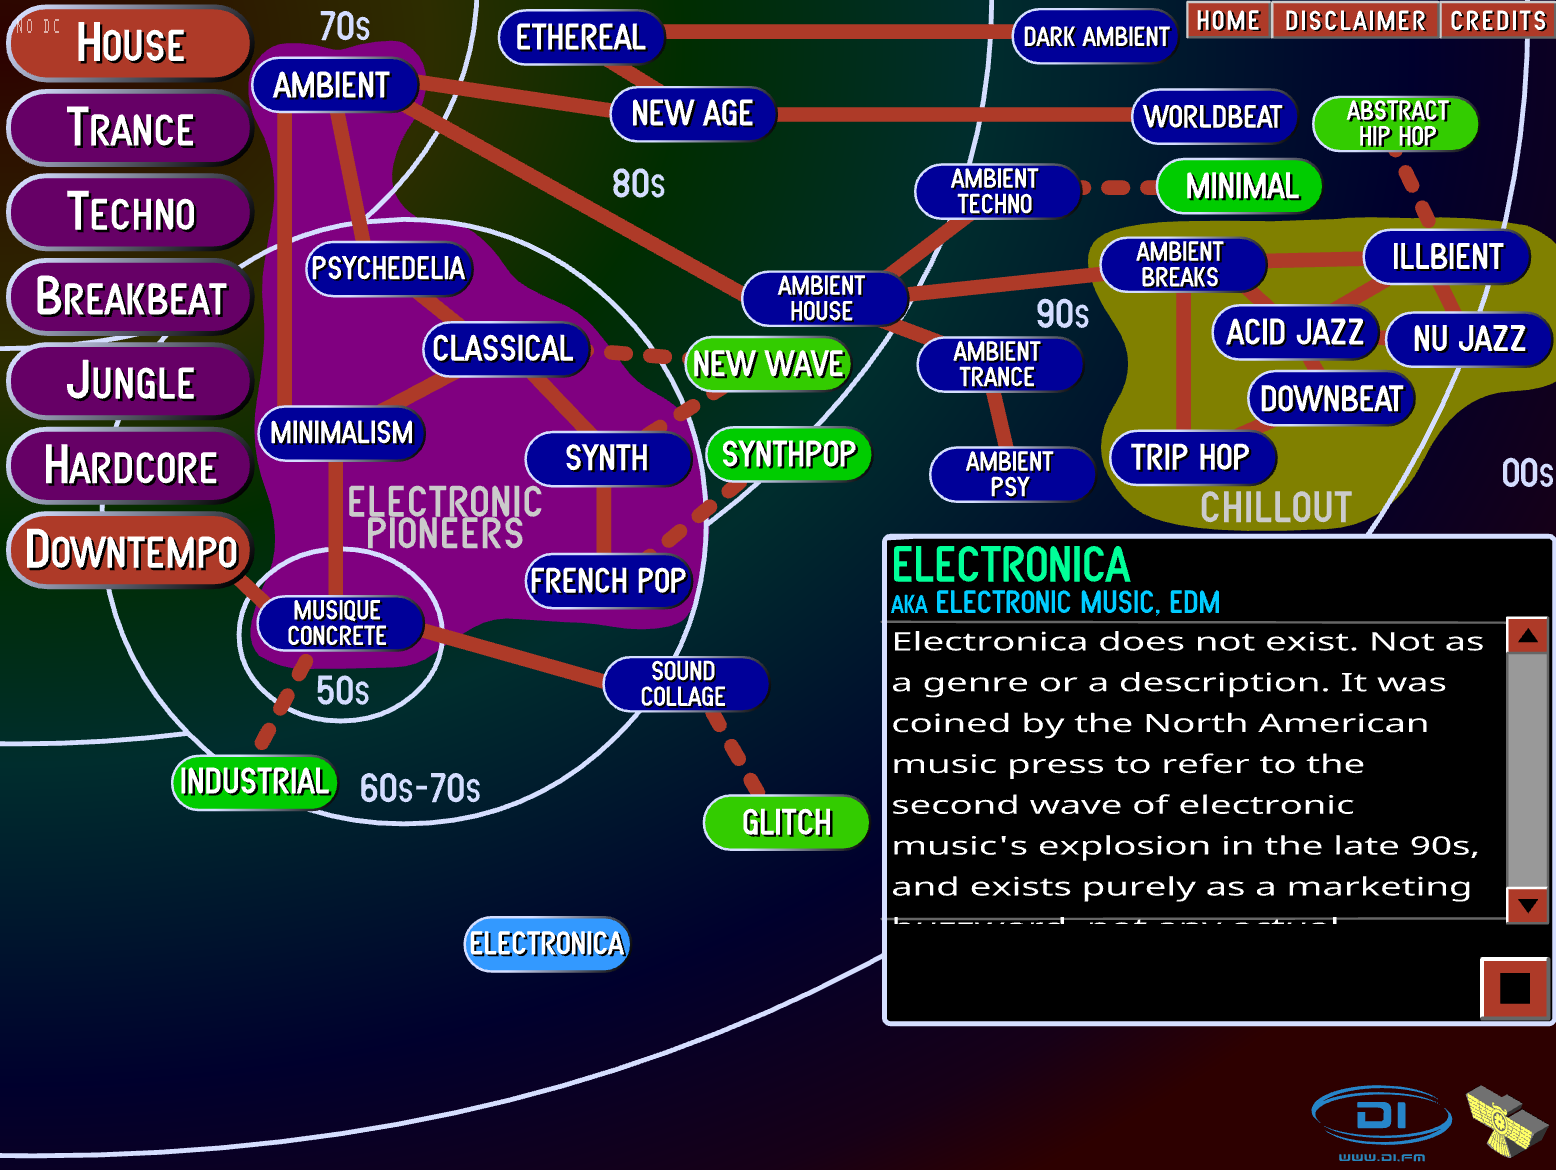 NO DC
HOUSE
TRANCE
TECHNO
BREAKBEAT
JUNGLE
HARDCORE
DOWNTEMPO
HOME
DISCLAIMER
CREDITS
70s
ETHEREAL
DARK AMBIENT
AMBIENT
NEW AGE
WORLDBEAT
ABSTRACT
HIP HOP
80s
AMBIENT
TECHNO
MINIMAL
PSYCHEDELIA
AMBIENT
HOUSE
AMBIENT
BREAKS
ILLBIENT
90s
ACID JAZZ
NU JAZZ
CLASSICAL
NEW WAVE
AMBIENT
TRANCE
DOWNBEAT
MINIMALISM
SYNTH
SYNTHPOP
AMBIENT
PSY
TRIP HOP
00s
ELECTRONIC
PIONEERS
CHILLOUT
FRENCH POP
MUSIQUE
CONCRETE
50s
SOUND
COLLAGE
INDUSTRIAL
60s-70s
GLITCH
ELECTRONICA
ELECTRONICA
AKA ELECTRONIC MUSIC, EDM
Electronica does not exist. Not as
a genre or a description. It was
coined by the North American
music press to refer to the
second wave of electronic
music's explosion in the late 90s,
and exists purely as a marketing
buzzword, not any actual
DI
WWW.DI.FM